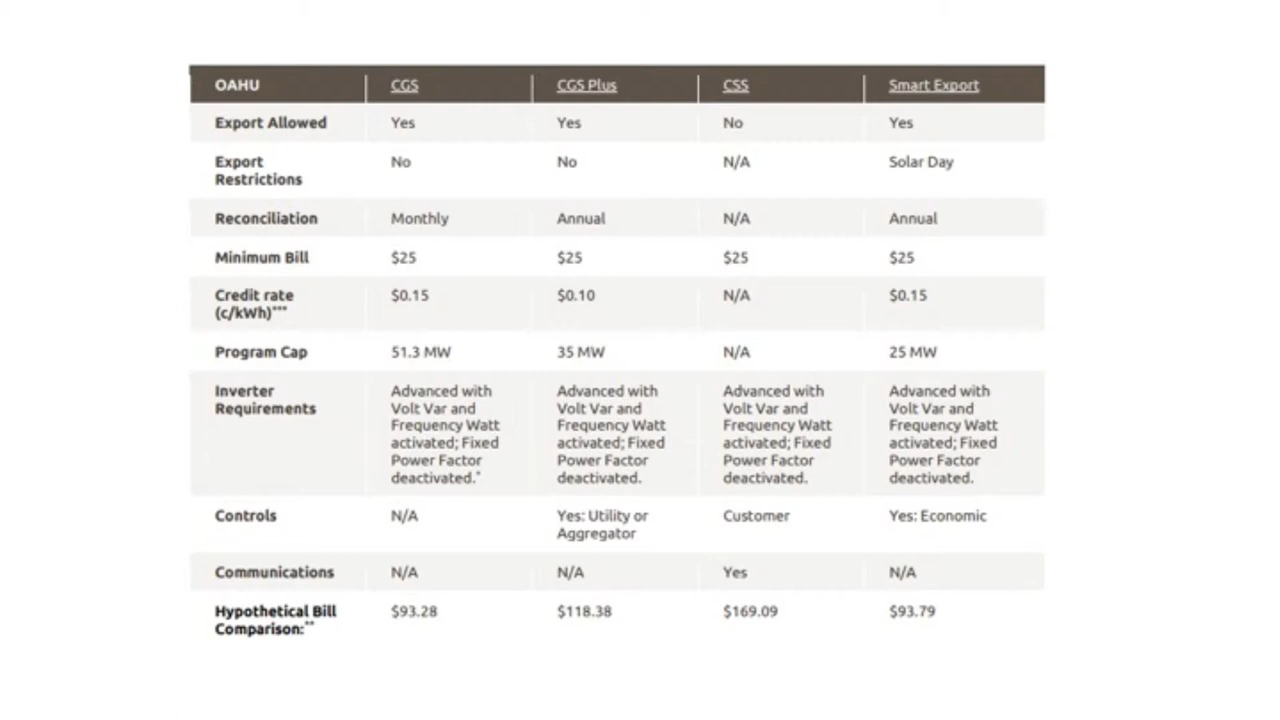 OAHU CGS CGS Plus CSS Smart Export
Export Allowed Yes Yes No Yes
Export Restrictions No No N/A Solar Day
Reconciliation Monthly Annual N/A Annual
Minimum Bill $25 $25 $25 $25
Credit rate (c/kWh)*** $0.15 $0.10 N/A $0.15
Program Cap 51.3 MW 35 MW N/A 25 MW
Inverter Requirements
Advanced with Volt Var and Frequency Watt activated; Fixed Power Factor deactivated.*
Advanced with Volt Var and Frequency Watt activated; Fixed Power Factor deactivated.
Advanced with Volt Var and Frequency Watt activated; Fixed Power Factor deactivated.
Advanced with Volt Var and Frequency Watt activated; Fixed Power Factor deactivated.
Controls N/A Yes: Utility or Aggregator Customer Yes: Economic
Communications N/A N/A Yes N/A
Hypothetical Bill Comparison:** $93.28 $118.38 $169.09 $93.79